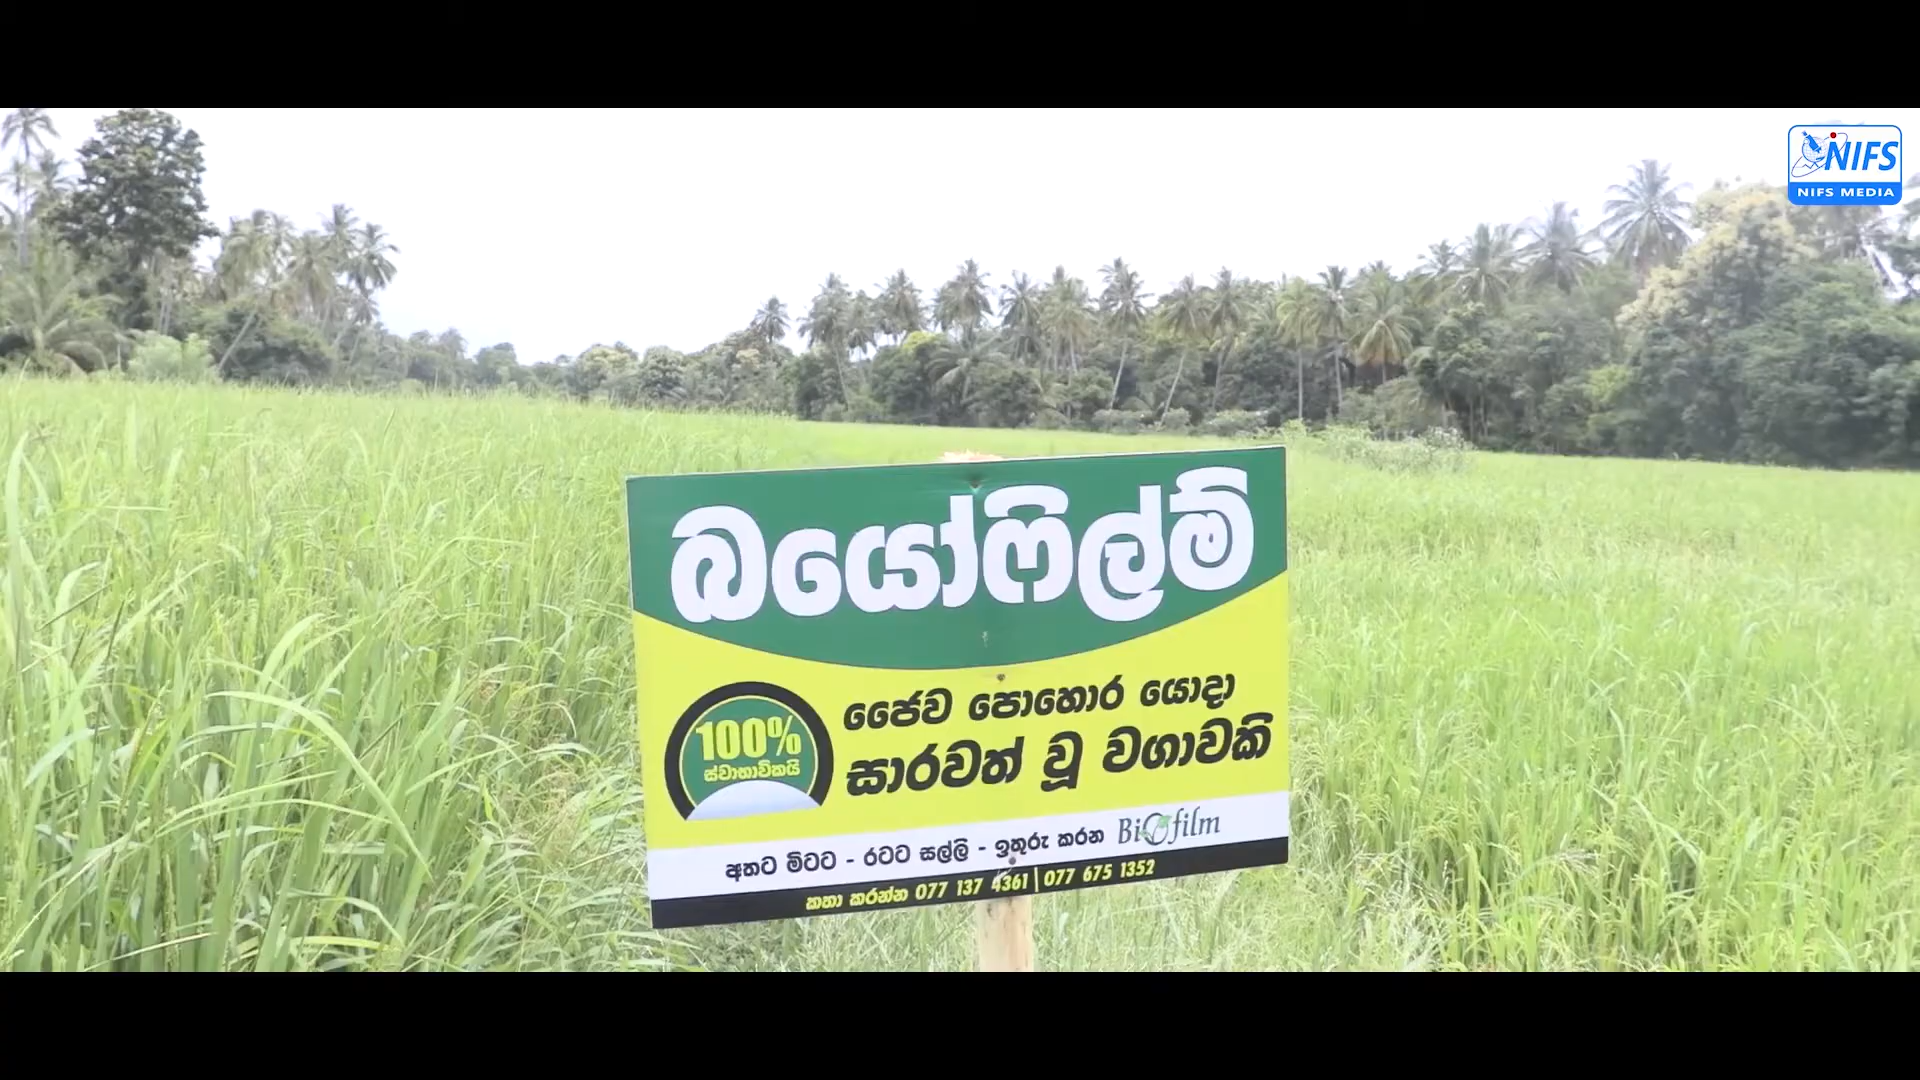 NIFS
NIFS MEDIA
බයෝෆිල්ම්
100%
ස්වාභාවිකයි
ජෛව පොහොර යොදා
සාරවත් වූ වගාවකි
අතට මිටට - රටට සල්ලි - ඉතුරු කරන Biofilm
කතා කරන්න 077 137 4361 | 077 675 1352